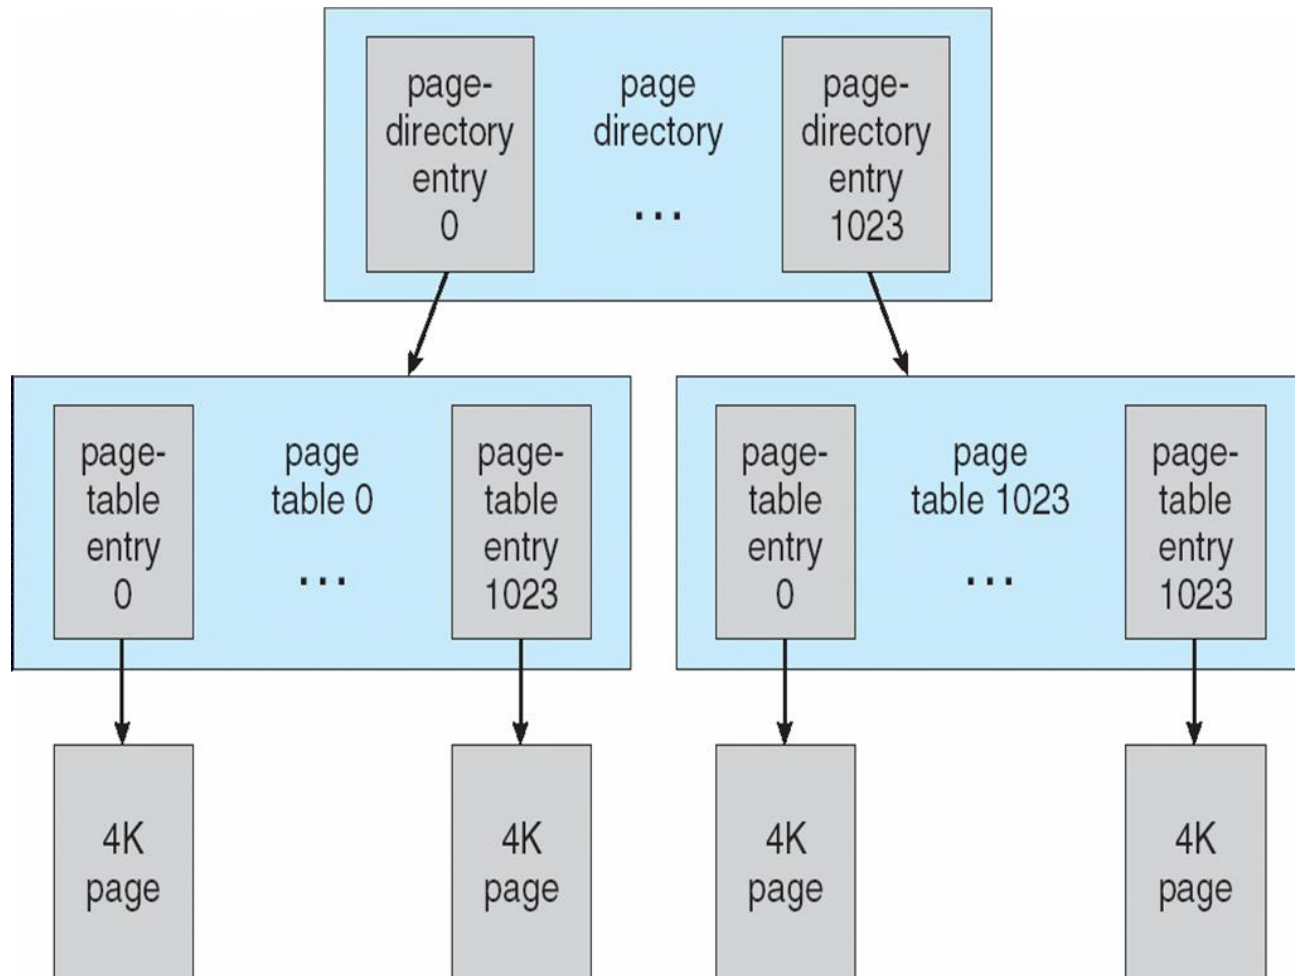 page-
directory
entry
0
page
directory
...
page-
directory
entry
1023
page-
table
entry
0
page
table 0
...
page-
table
entry
1023
page-
table
entry
0
page
table 1023
...
page-
table
entry
1023
4K
page
4K
page
4K
page
4K
page